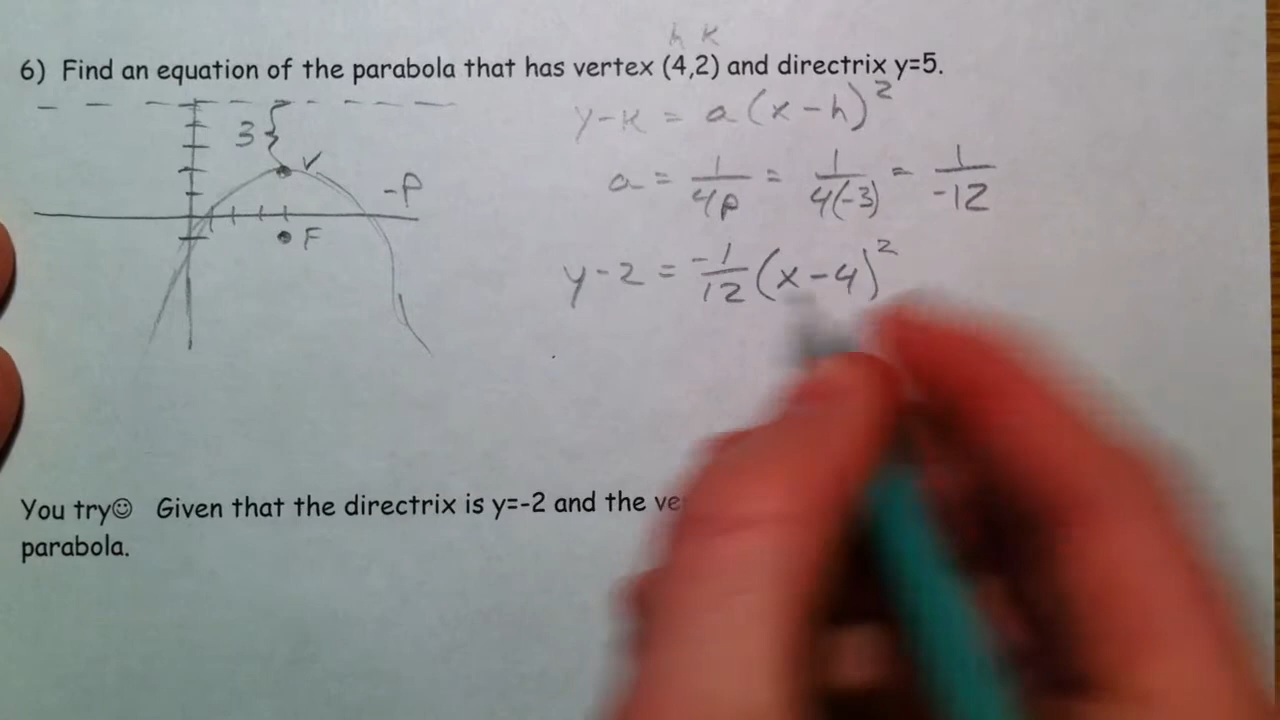 h k
6) Find an equation of the parabola that has vertex (4,2) and directrix y=5.
y-k = a(x-h)²
3
V
-P
a = 1/4p = 1/4(-3) = 1/-12
F
y-2 = -1/12 (x-4)²
You try☺ Given that the directrix is y=-2 and the
parabola.